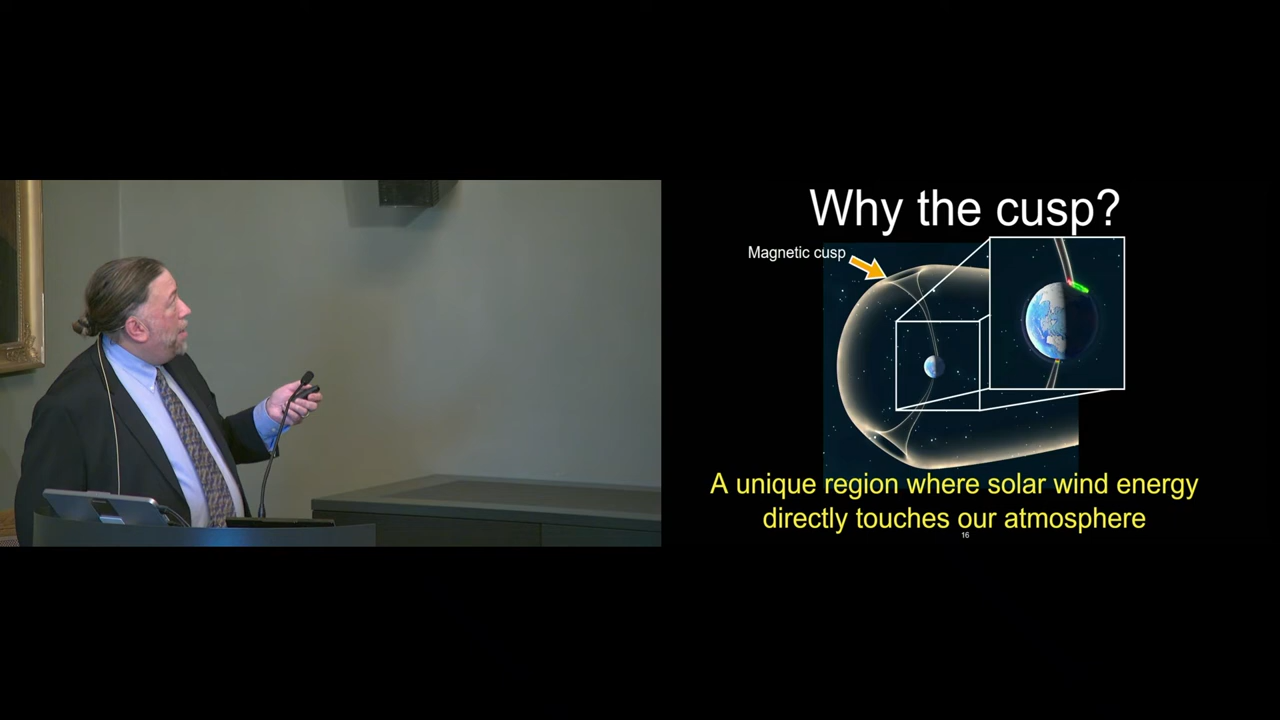 Why the cusp?
Magnetic cusp
A unique region where solar wind energy
directly touches our atmosphere
16